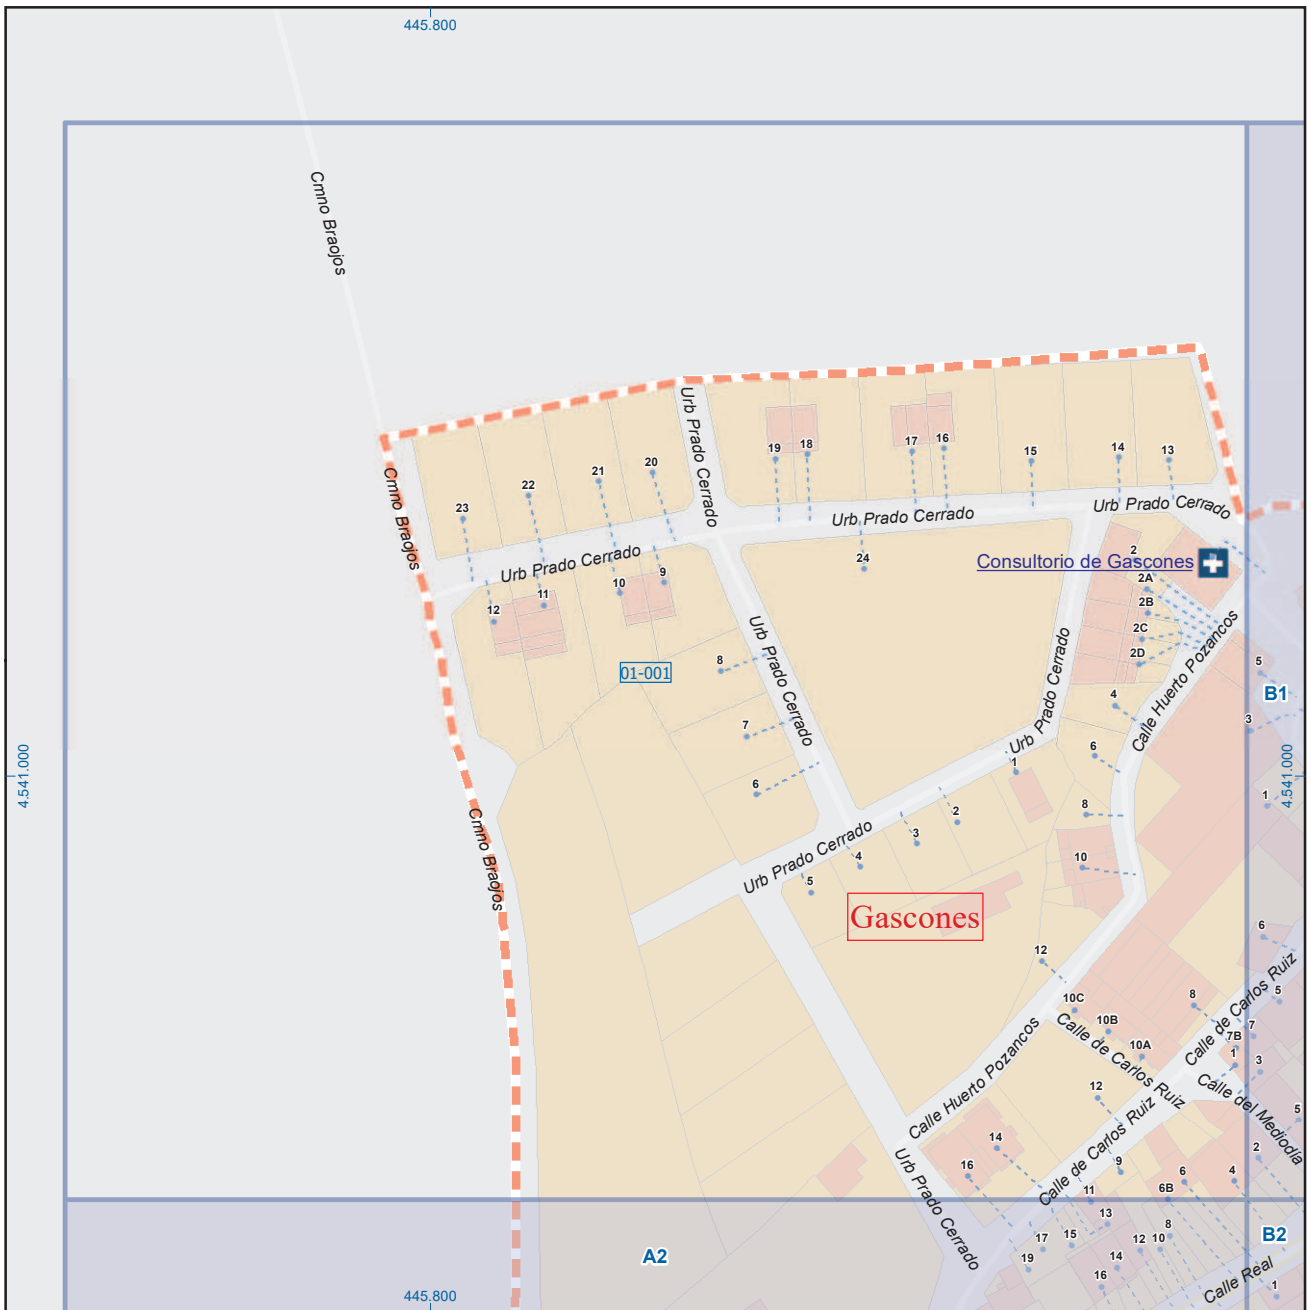 445.800
Cmno Braojos
Urb Prado Cerrado
19
18
17
16
15
14
13
20
21
22
23
Cmno Braojos
Urb Prado Cerrado
Urb Prado Cerrado
Urb Prado Cerrado
24
Consultorio de Gascones
2
2A
2B
2C
2D
9
10
11
12
01-001
8
7
6
Urb Prado Cerrado
Urb Prado Cerrado
Urb Prado Cerrado
Calle Huerto Pozancos
5
B1
3
4
6
8
10
1
4.541.000
4.541.000
1
2
3
4
5
Urb Prado Cerrado
Cmno Braojos
Gascones
12
6
5
Calle de Carlos Ruiz
8
7
7B
1
3
10C
10B
10A
Calle de Carlos Ruiz
Calle Huerto Pozancos
12
Calle de Carlos Ruiz
Calle del Mediodía
5
2
14
16
9
6
4
6B
11
13
Urb Prado Cerrado
17
15
19
12
10
8
14
16
B2
A2
Calle Real
1
445.800